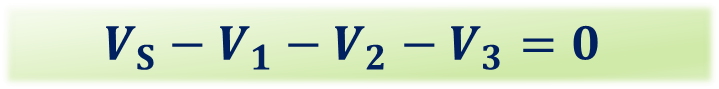 V_S − V_1 − V_2 − V_3 = 0